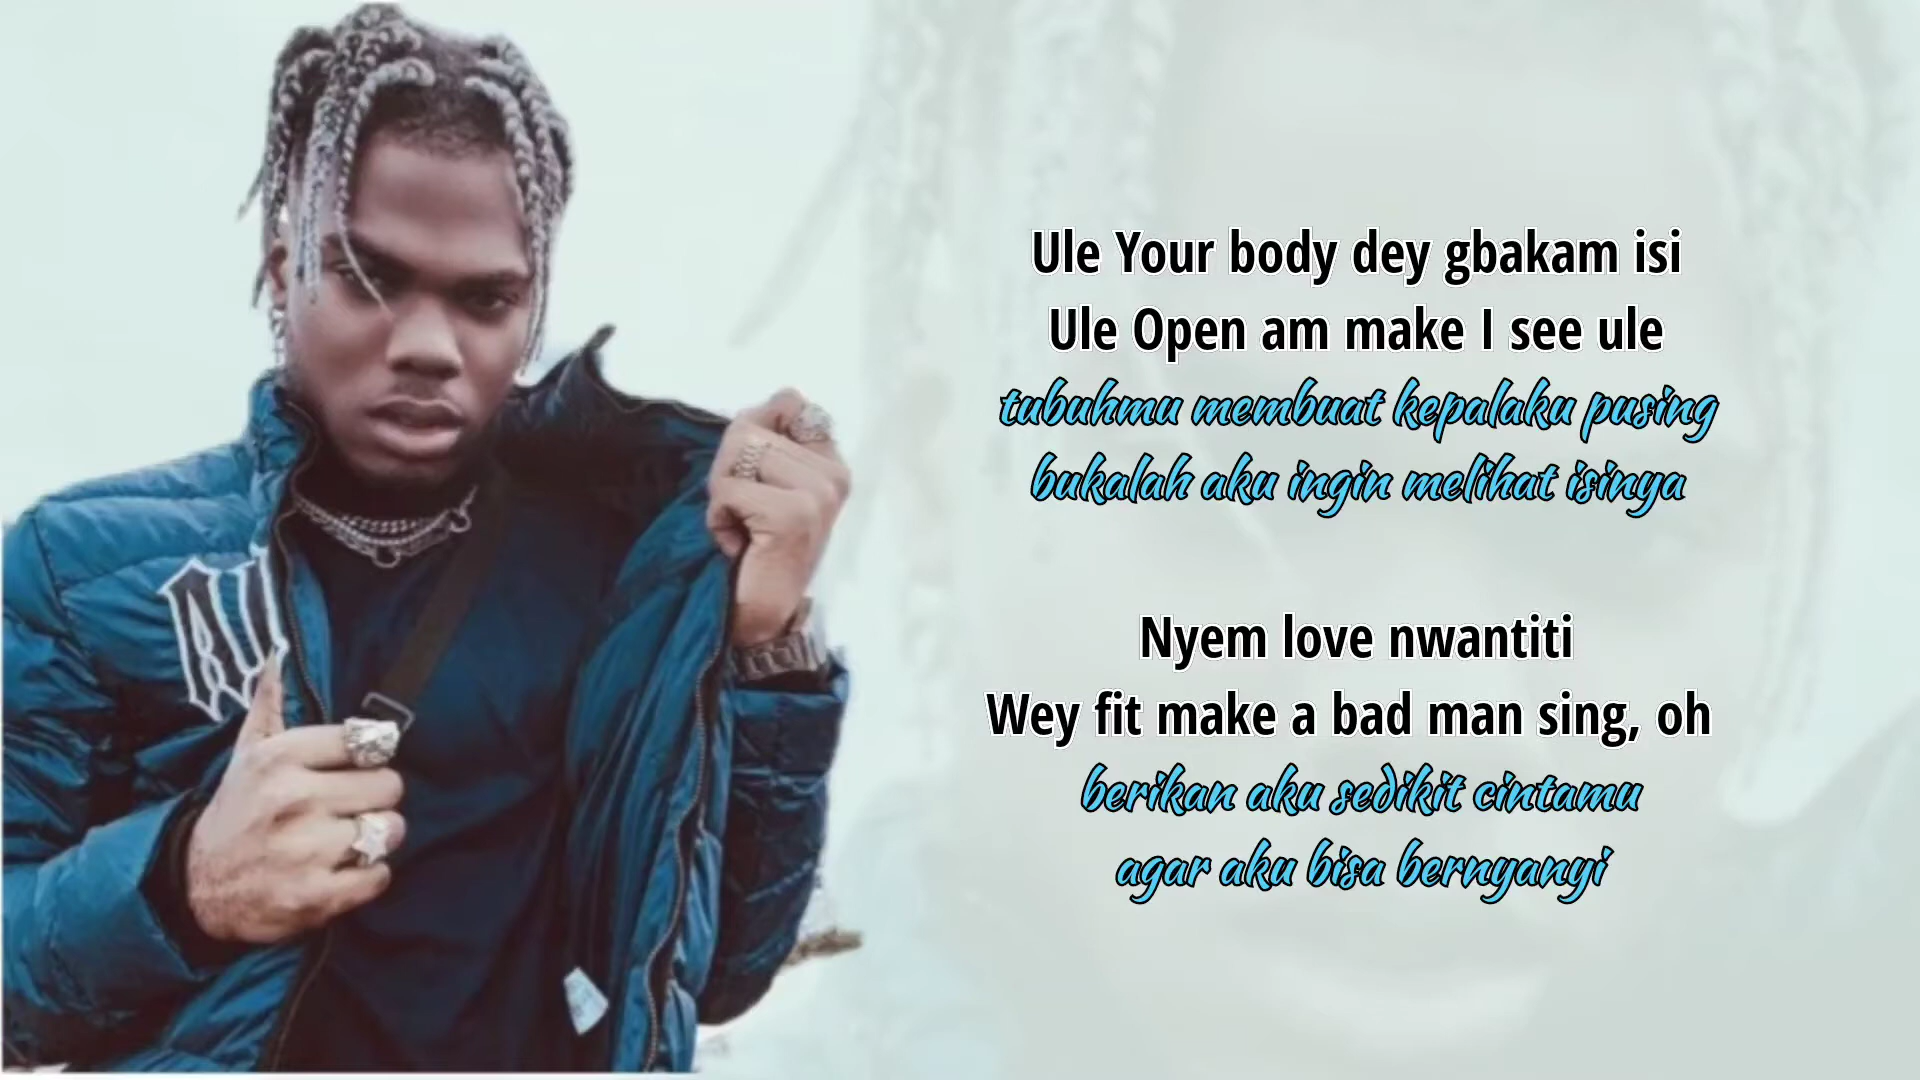 Ule Your body dey gbakam isi
Ule Open am make I see ule
tubuhmu membuat kepalaku pusing
bukalah aku ingin melihat isinya
Nyem love nwantiti
Wey fit make a bad man sing, oh
berikan aku sedikit cintamu
agar aku bisa bernyanyi